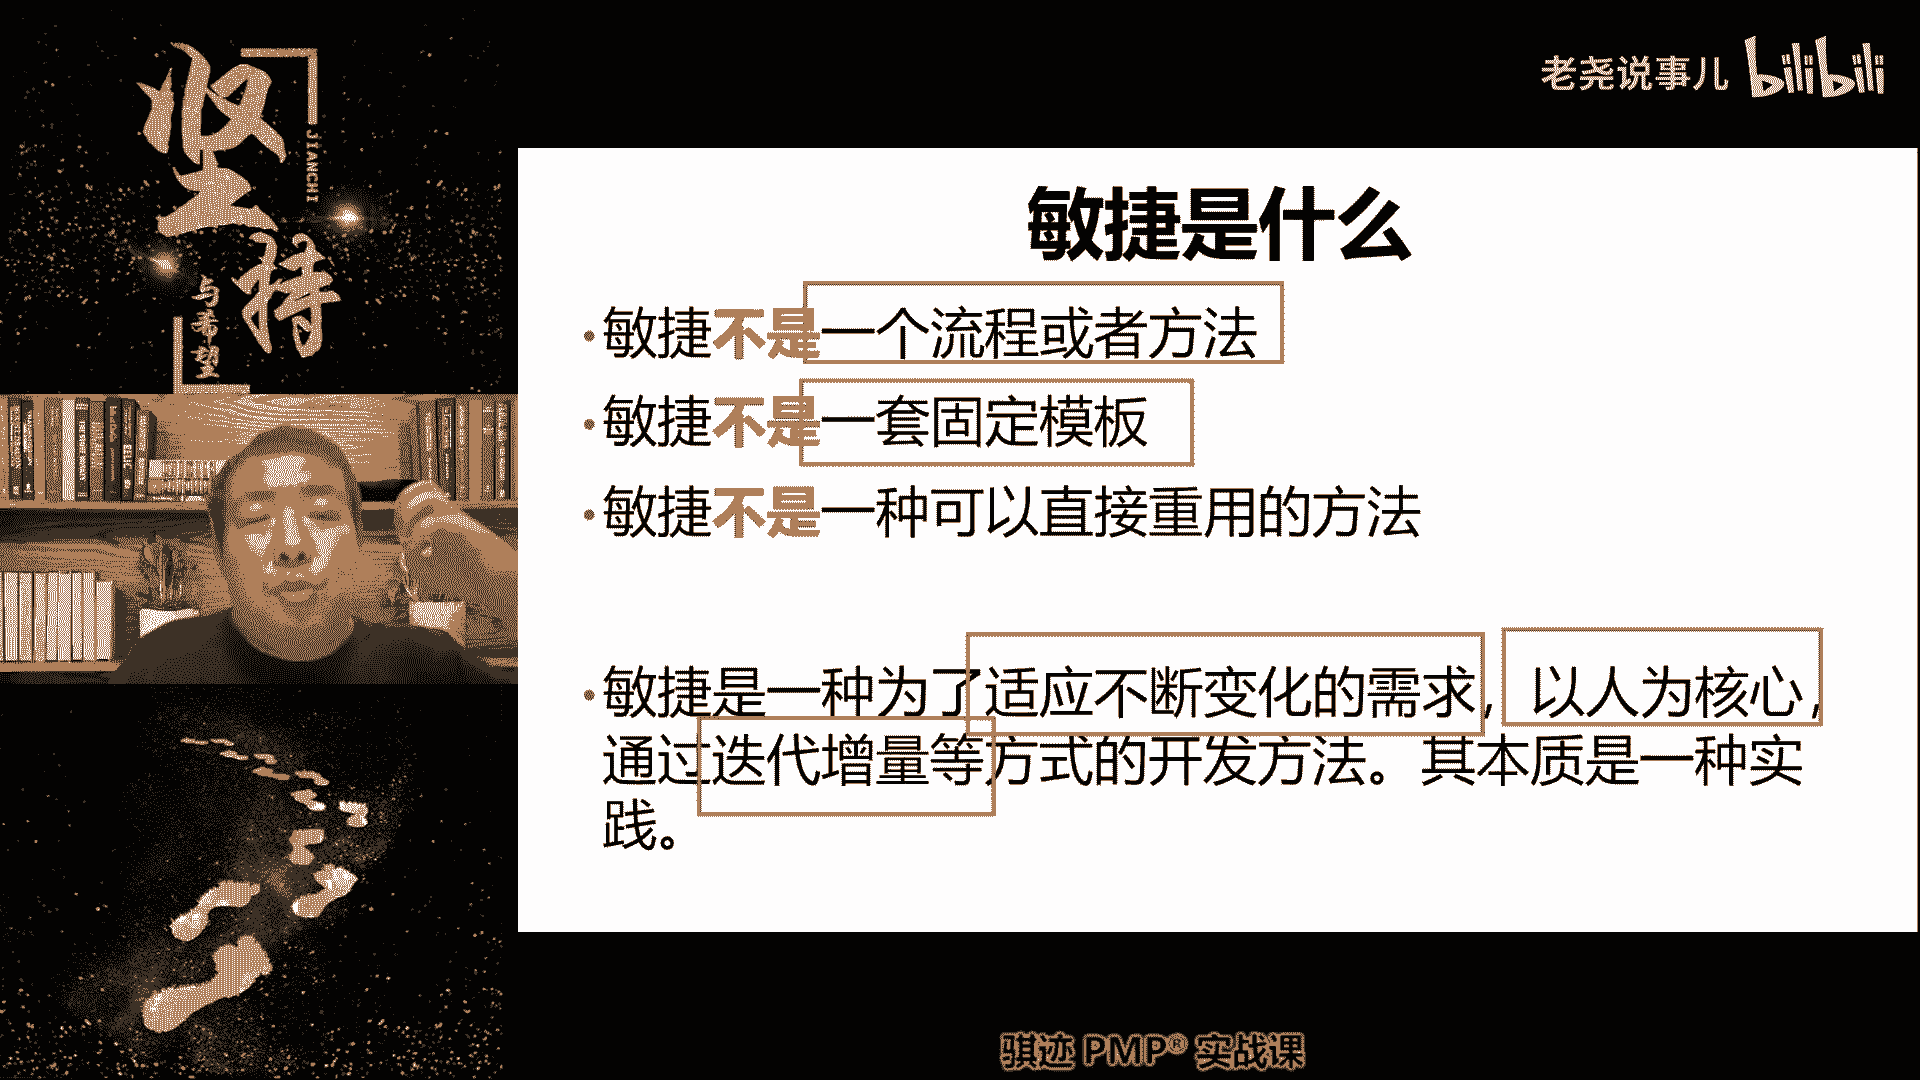 坚持
JIANCHI
与希望
老尧说事儿 bilibili
敏捷是什么
•敏捷不是一个流程或者方法
•敏捷不是一套固定模板
•敏捷不是一种可以直接重用的方法
•敏捷是一种为了适应不断变化的需求，以人为核心，
通过迭代增量等方式的开发方法。其本质是一种实
践。
骐迹 PMP® 实战课